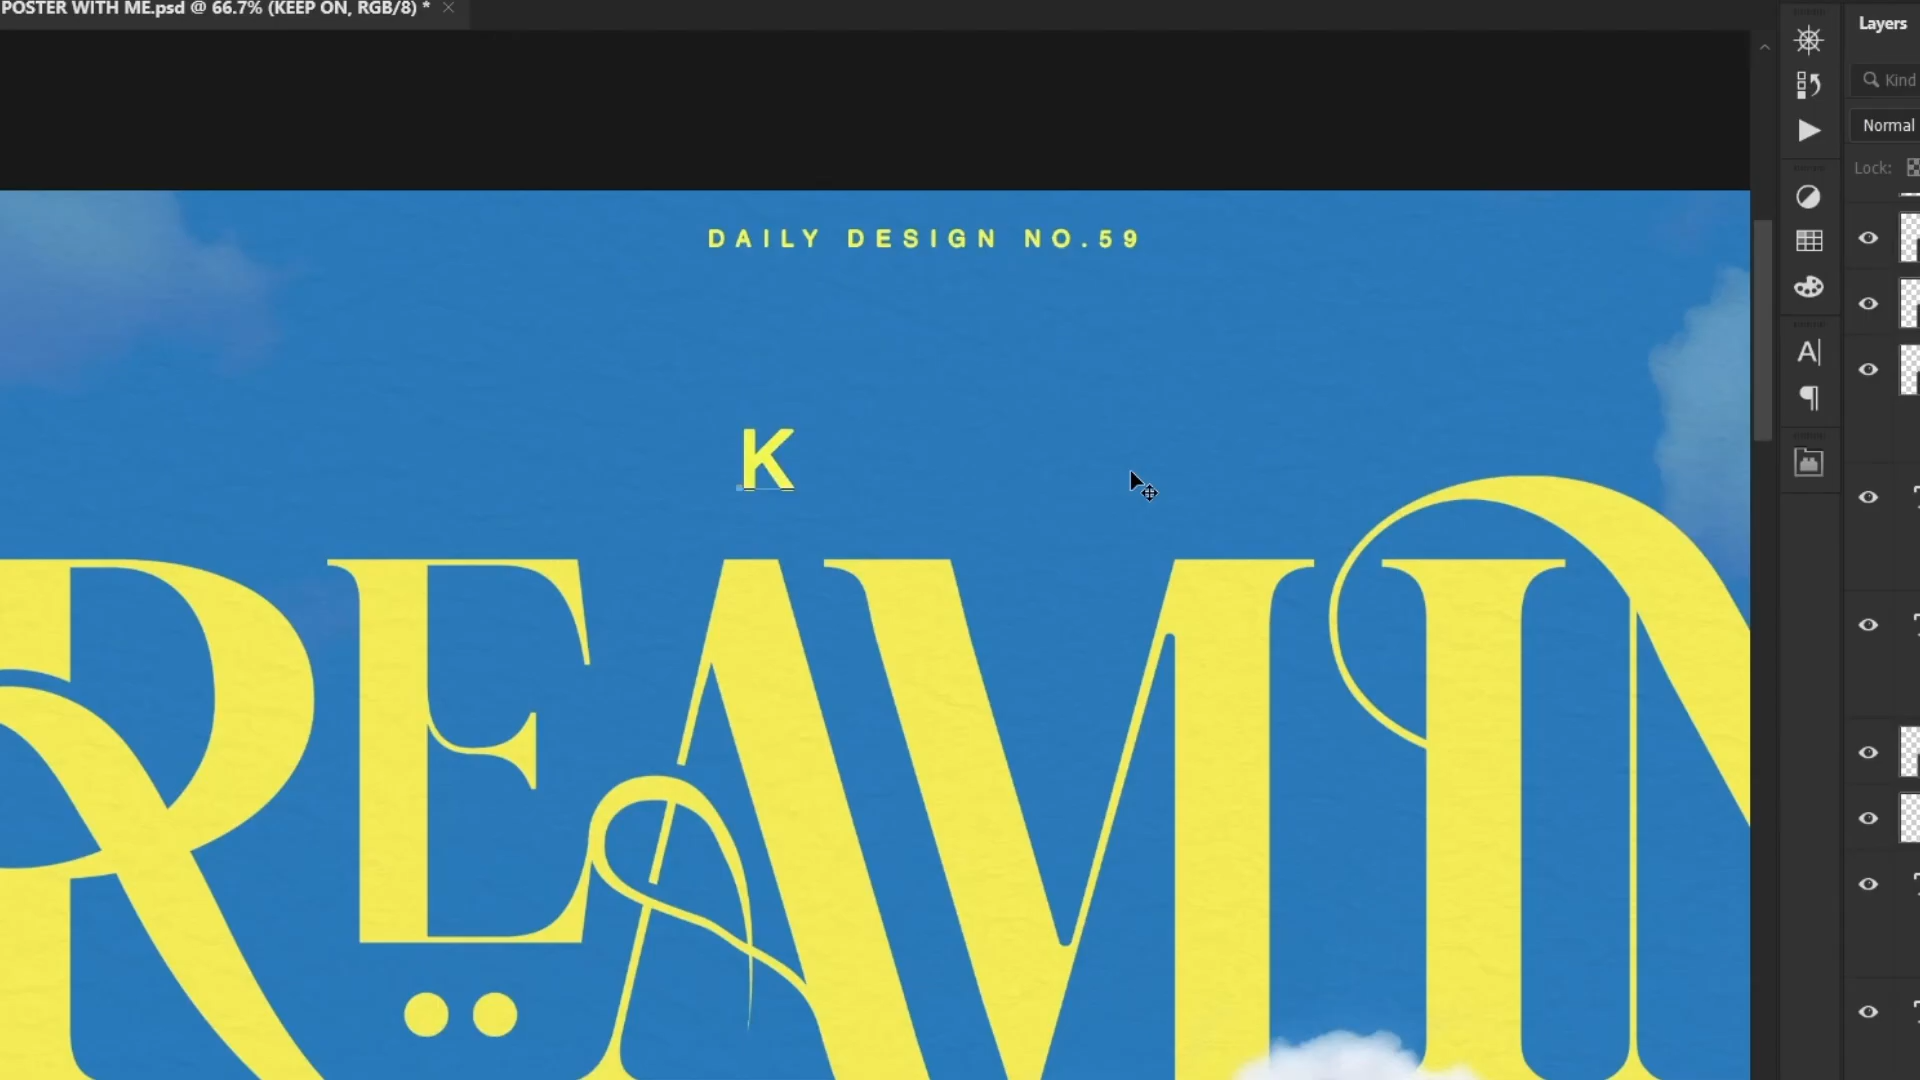 POSTER WITH ME.psd @ 66.7% (KEEP ON, RGB/8) *
Layers
Kind
Normal
Lock:
DAILY DESIGN NO.59
K
REAMIN